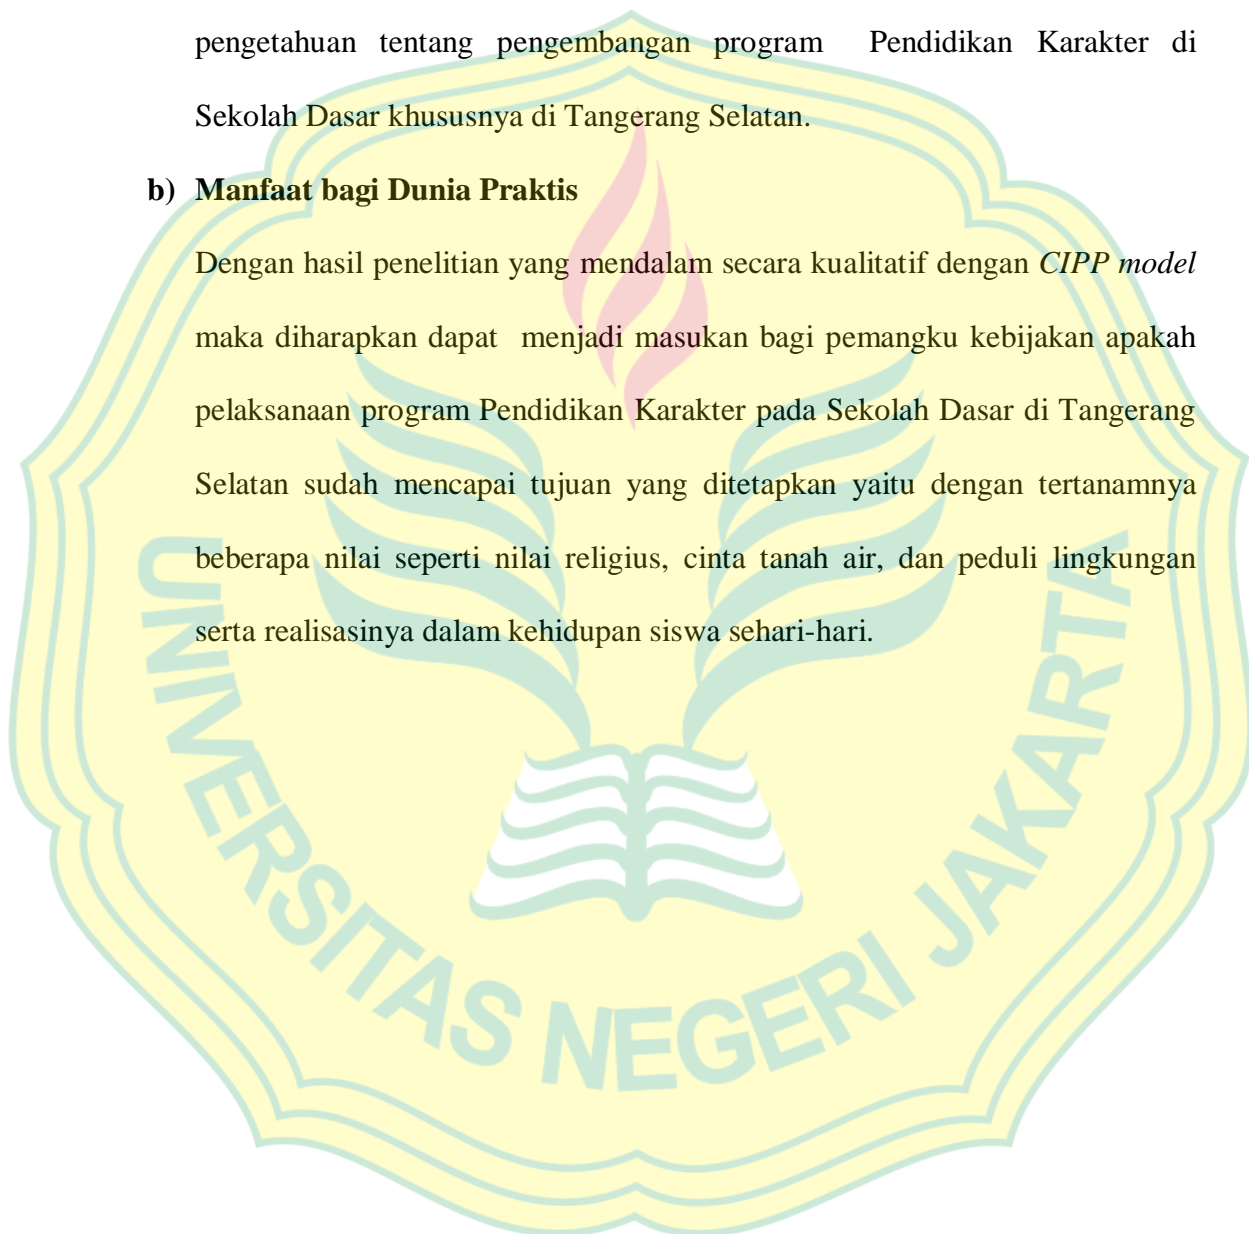 pengetahuan tentang pengembangan program Pendidikan Karakter di
Sekolah Dasar khususnya di Tangerang Selatan.
b) Manfaat bagi Dunia Praktis
Dengan hasil penelitian yang mendalam secara kualitatif dengan CIPP model
maka diharapkan dapat menjadi masukan bagi pemangku kebijakan apakah
pelaksanaan program Pendidikan Karakter pada Sekolah Dasar di Tangerang
Selatan sudah mencapai tujuan yang ditetapkan yaitu dengan tertanamnya
beberapa nilai seperti nilai religius, cinta tanah air, dan peduli lingkungan
serta realisasinya dalam kehidupan siswa sehari-hari.
UNIVERSITAS NEGERI JAKARTA